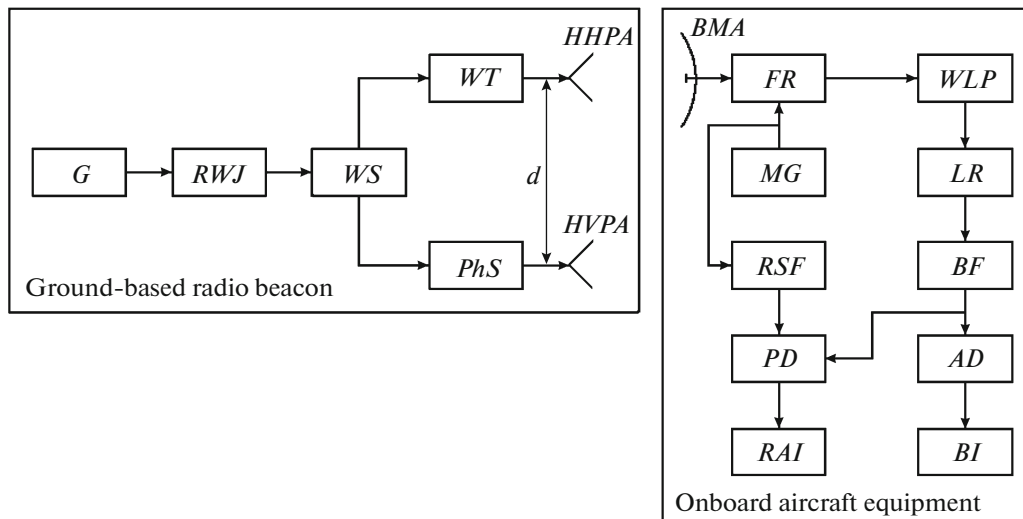 HHPA
WT
G
RWJ
WS
d
HVPA
PhS
Ground-based radio beacon
BMA
FR
WLP
MG
LR
RSF
BF
PD
AD
RAI
BI
Onboard aircraft equipment